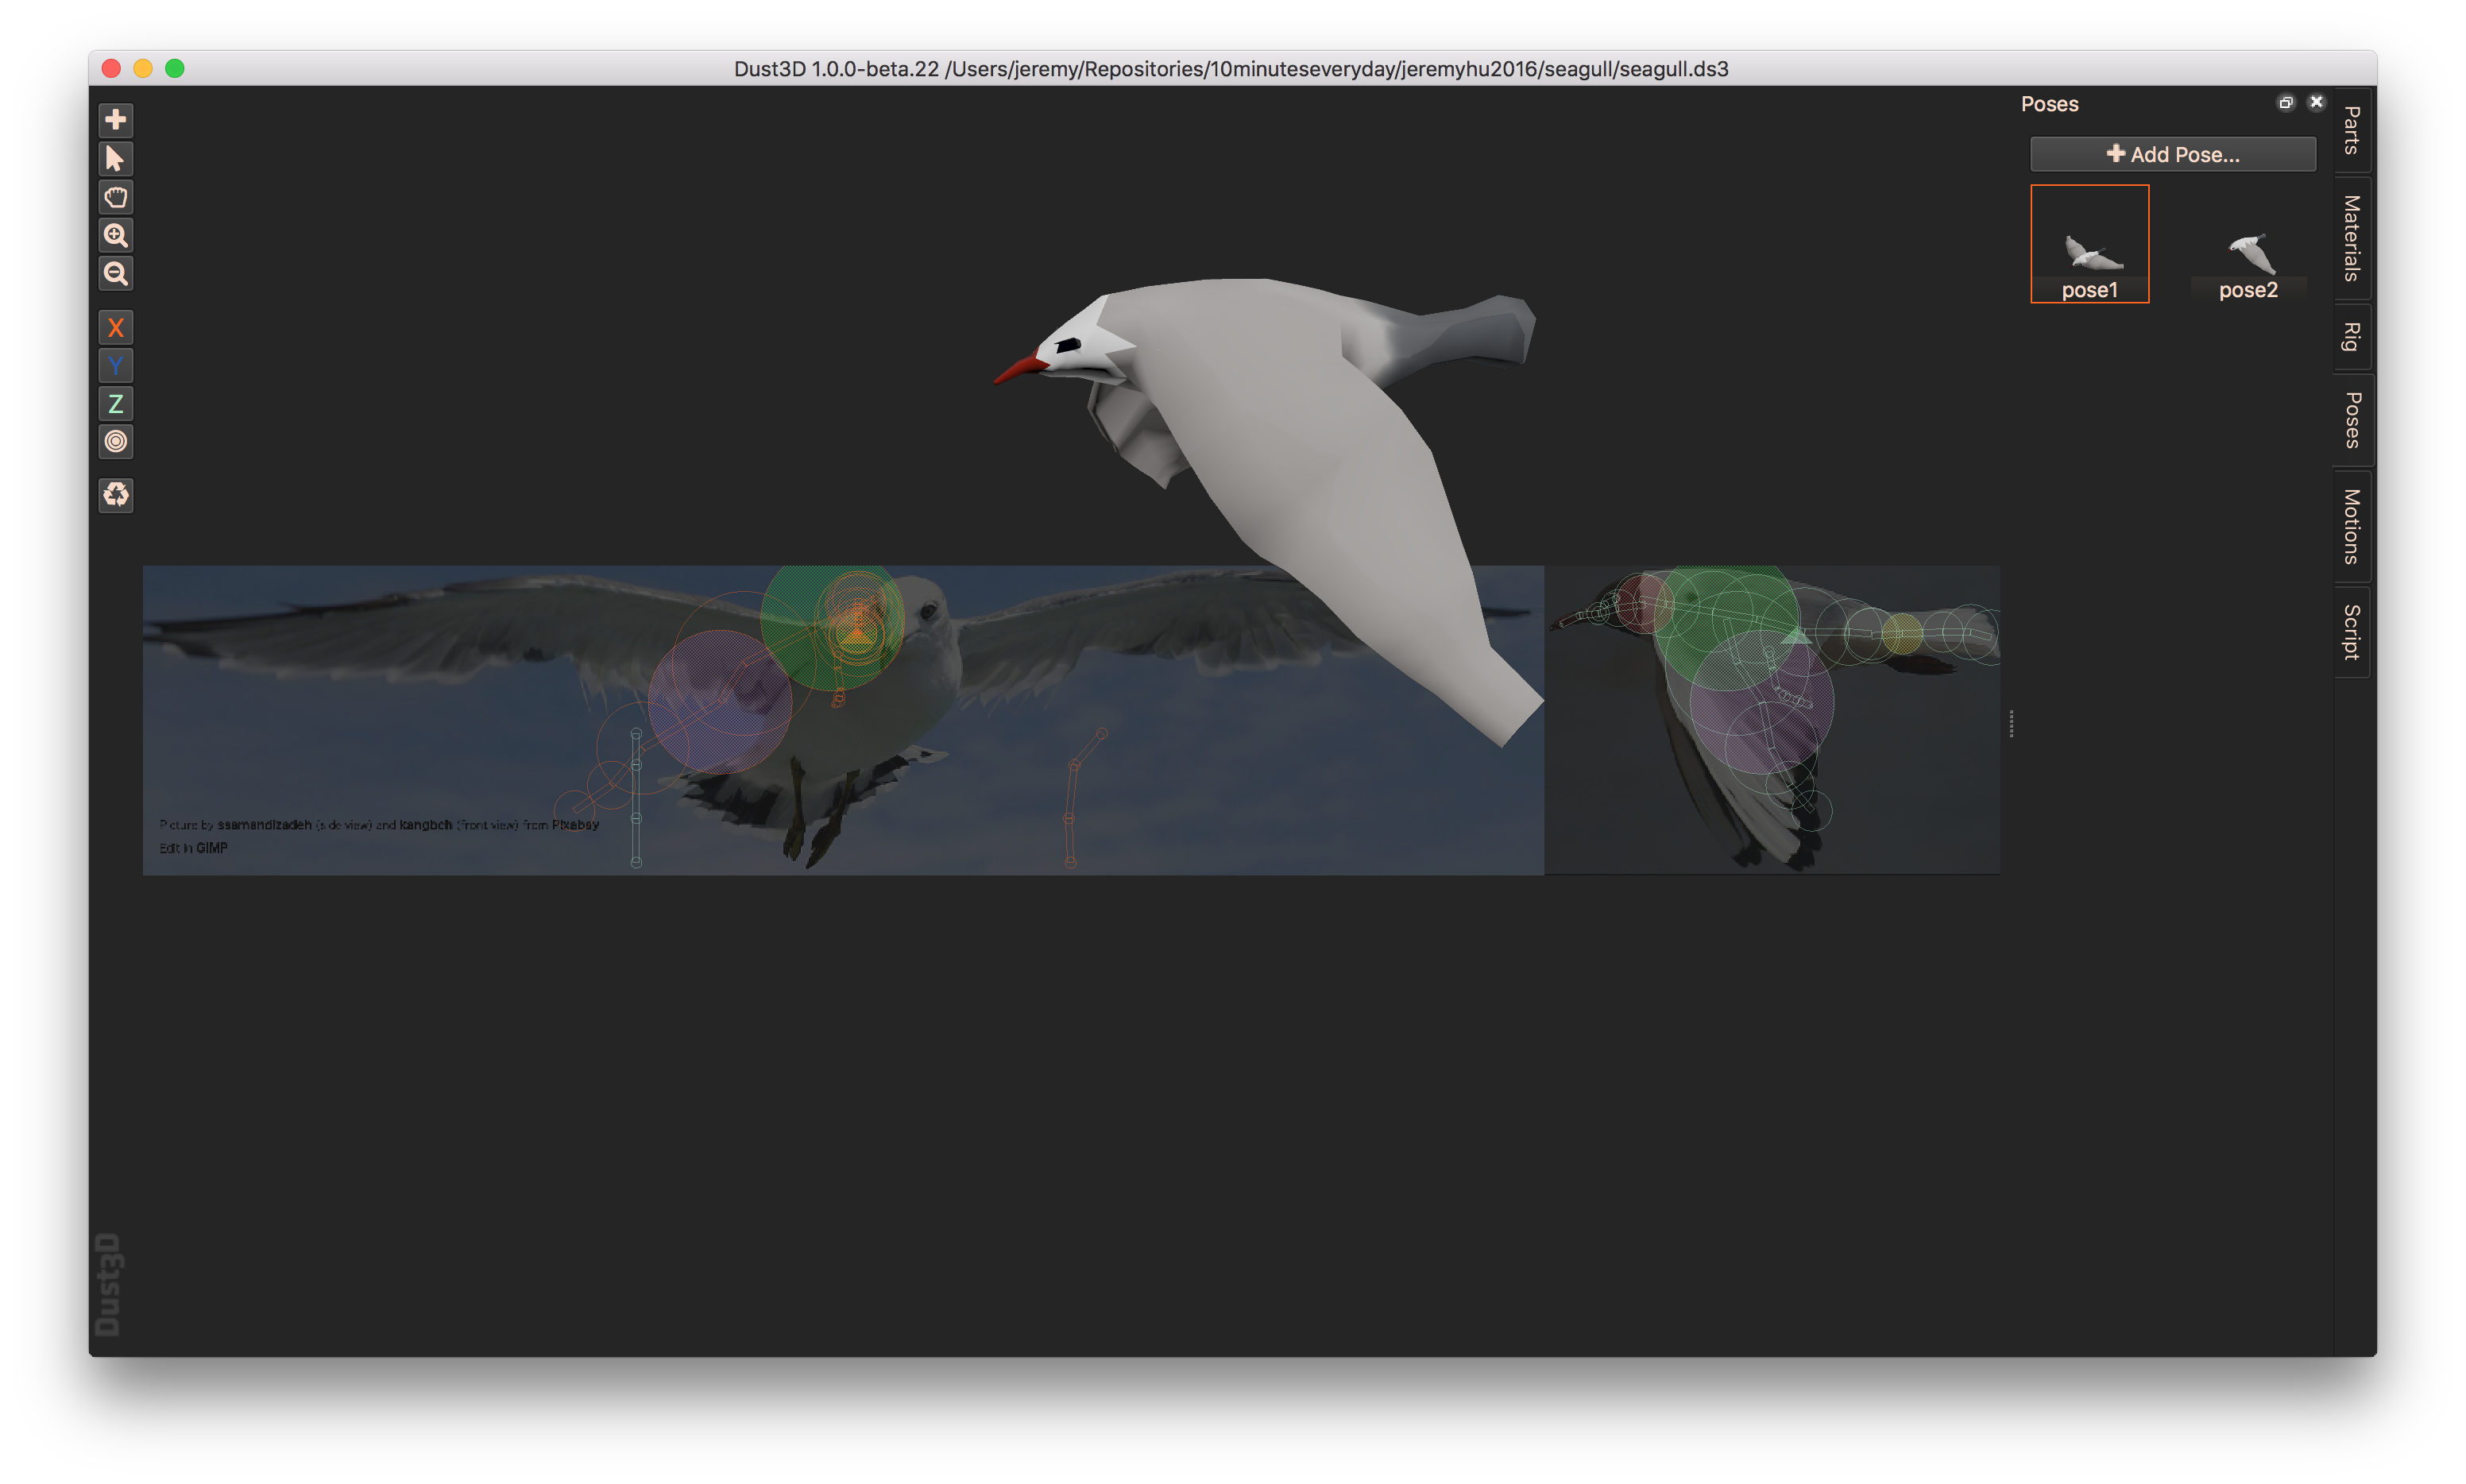 Dust3D 1.0.0-beta.22 /Users/jeremy/Repositories/10minuteseveryday/jeremyhu2016/seagull/seagull.ds3
Poses
Add Pose...
pose1
pose2
X
Y
Z
Parts
Materials
Rig
Poses
Motions
Script
Picture by ssamandizadeh (side view) and kangbch (front view) from Pixabay
Edit in GIMP
Dust3D